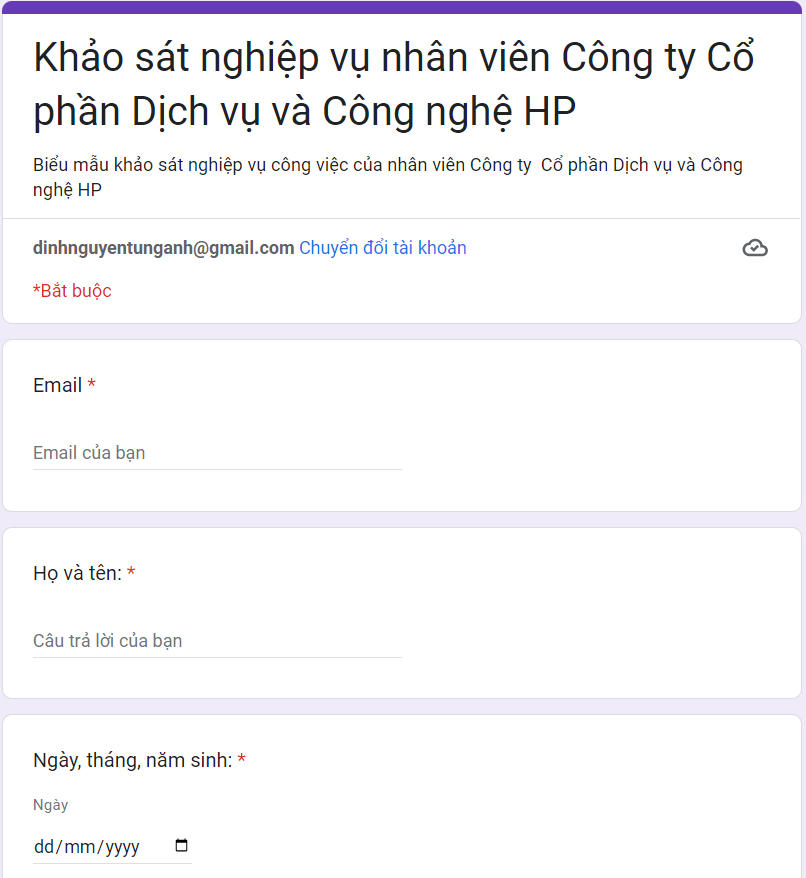 Khảo sát nghiệp vụ nhân viên Công ty Cổ
phần Dịch vụ và Công nghệ HP
Biểu mẫu khảo sát nghiệp vụ công việc của nhân viên Công ty  Cổ phần Dịch vụ và Công
nghệ HP
dinhnguyentunganh@gmail.com Chuyển đổi tài khoản
*Bắt buộc
Email *
Email của bạn
Họ và tên: *
Câu trả lời của bạn
Ngày, tháng, năm sinh: *
Ngày
dd/mm/yyyy